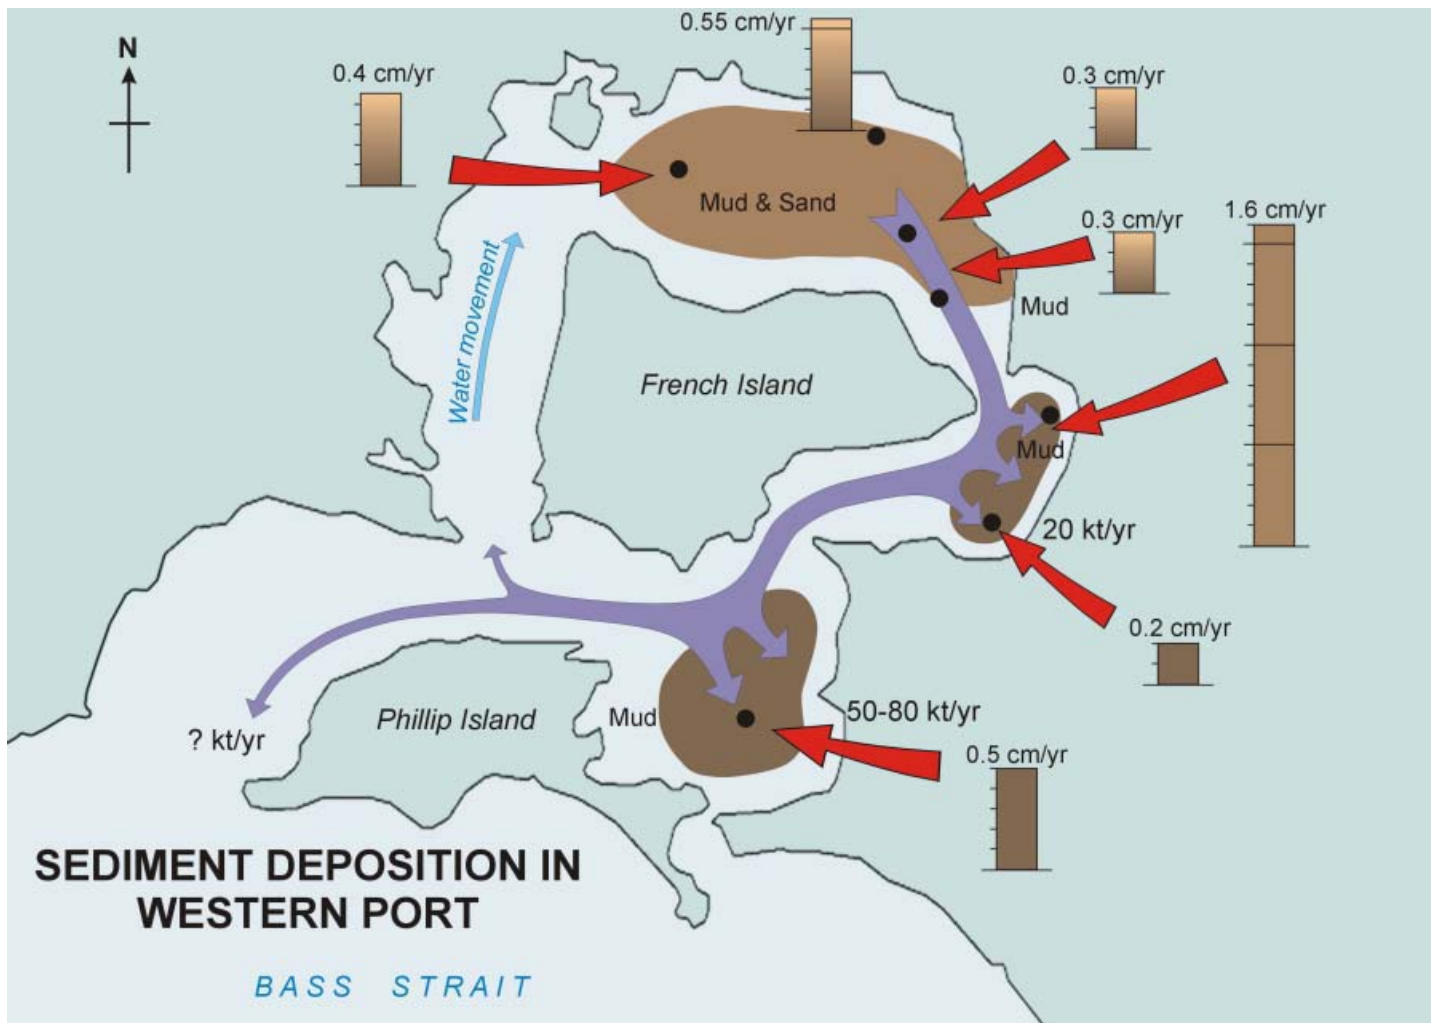 0.55 cm/yr
N
0.4 cm/yr
0.3 cm/yr
Mud & Sand
0.3 cm/yr
1.6 cm/yr
Water movement
Mud
French Island
Mud
20 kt/yr
0.2 cm/yr
Phillip Island
Mud
50-80 kt/yr
? kt/yr
0.5 cm/yr
SEDIMENT DEPOSITION IN
WESTERN PORT
BASS STRAIT